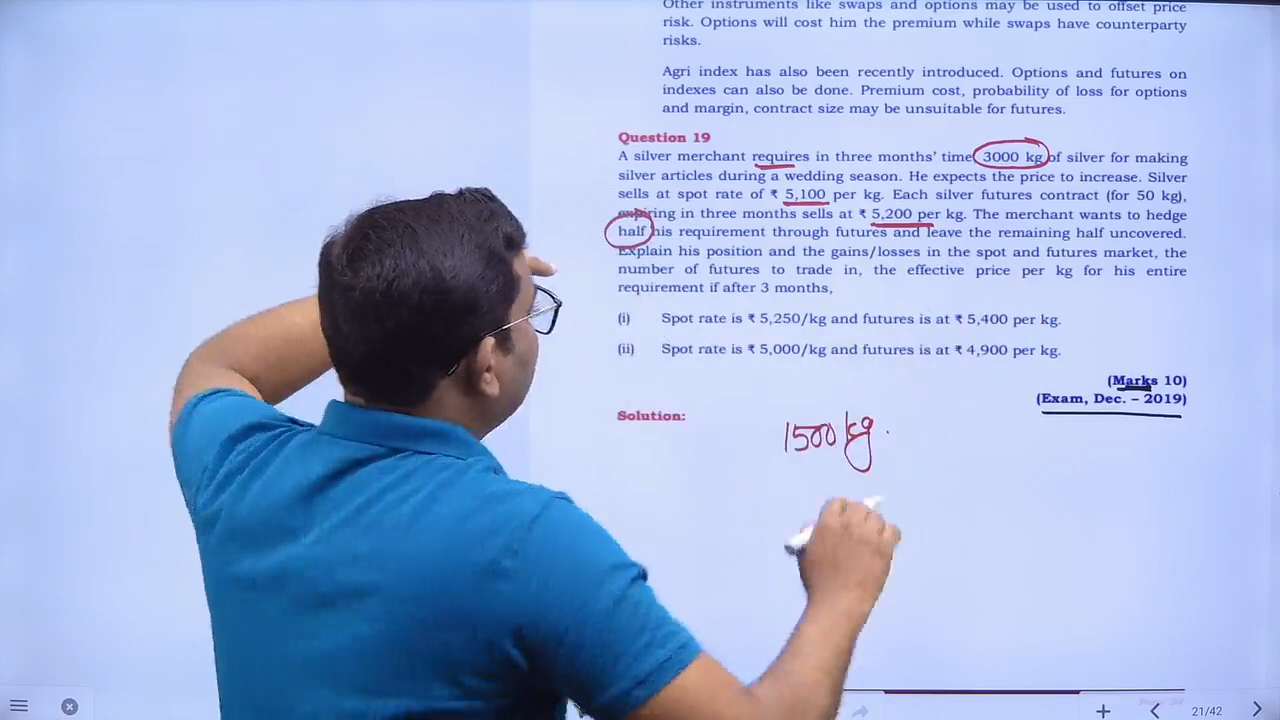 Other instruments like swaps and options may be used to offset price
risk. Options will cost him the premium while swaps have counterparty
risks.
Agri index has also been recently introduced. Options and futures on
indexes can also be done. Premium cost, probability of loss for options
and margin, contract size may be unsuitable for futures.
Question 19
A silver merchant requires in three months' time 3000 kg of silver for making
silver articles during a wedding season. He expects the price to increase. Silver
sells at spot rate of ₹ 5,100 per kg. Each silver futures contract (for 50 kg),
expiring in three months sells at ₹ 5,200 per kg. The merchant wants to hedge
half his requirement through futures and leave the remaining half uncovered.
Explain his position and the gains/losses in the spot and futures market, the
number of futures to trade in, the effective price per kg for his entire
requirement if after 3 months,
(i) Spot rate is ₹ 5,250/kg and futures is at ₹ 5,400 per kg.
(ii) Spot rate is ₹ 5,000/kg and futures is at ₹ 4,900 per kg.
(Marks 10)
(Exam, Dec. – 2019)
Solution:
1500 kg.
21/42